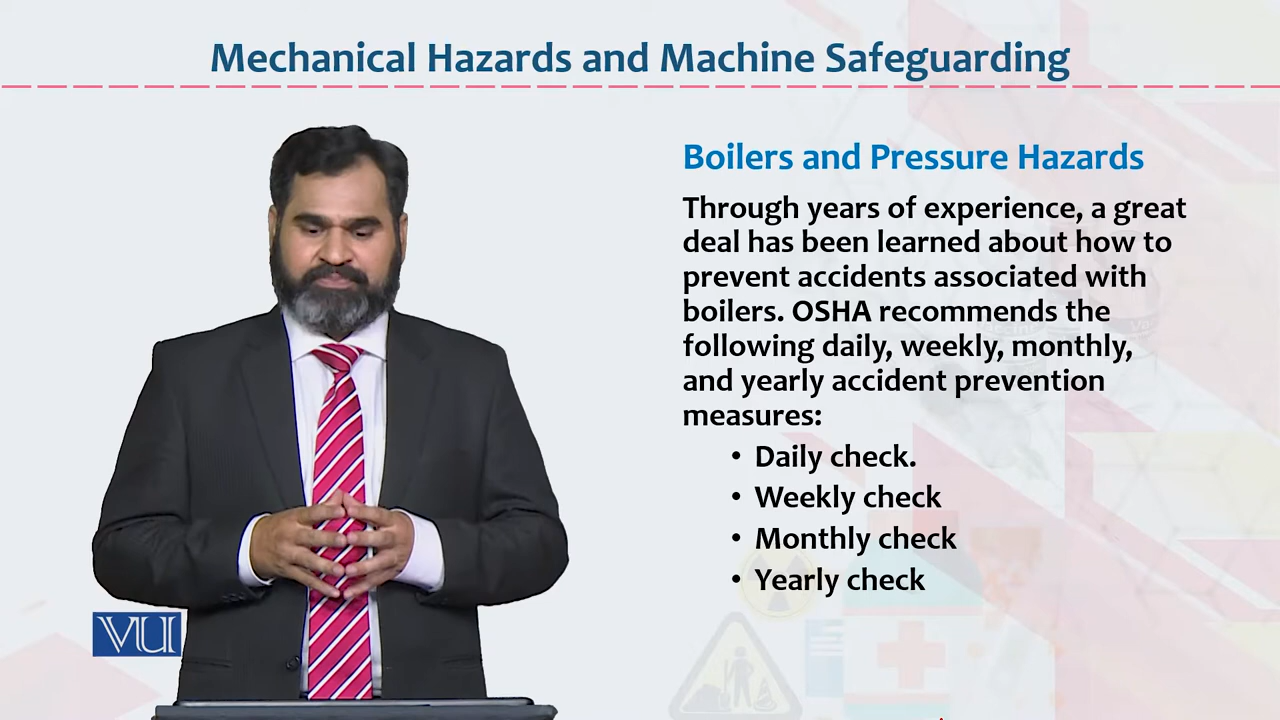 Mechanical Hazards and Machine Safeguarding
Boilers and Pressure Hazards
Through years of experience, a great
deal has been learned about how to
prevent accidents associated with
boilers. OSHA recommends the
following daily, weekly, monthly,
and yearly accident prevention
measures:
• Daily check.
• Weekly check
• Monthly check
• Yearly check
VU